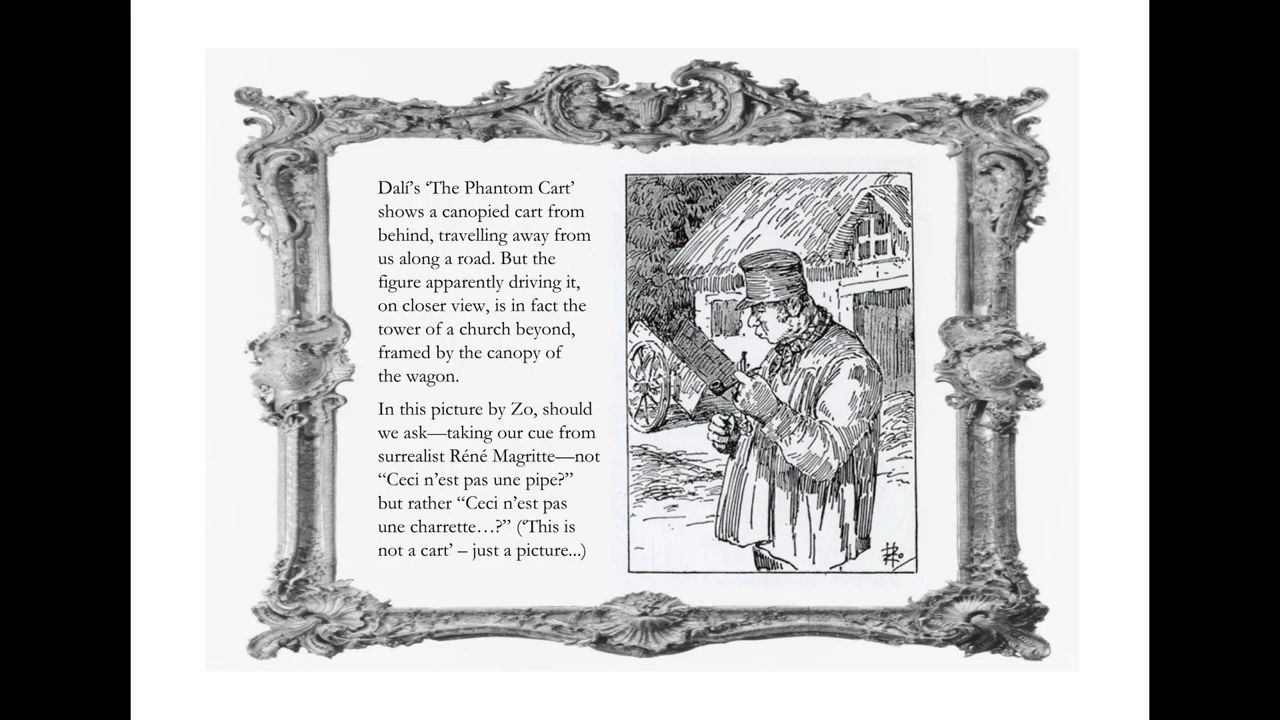 Dalí’s ‘The Phantom Cart’
shows a canopied cart from
behind, travelling away from
us along a road. But the
figure apparently driving it,
on closer view, is in fact the
tower of a church beyond,
framed by the canopy of
the wagon.
In this picture by Zo, should
we ask—taking our cue from
surrealist Réné Magritte—not
“Ceci n’est pas une pipe?”
but rather “Ceci n’est pas
une charrette…?” (‘This is
not a cart’ – just a picture...)